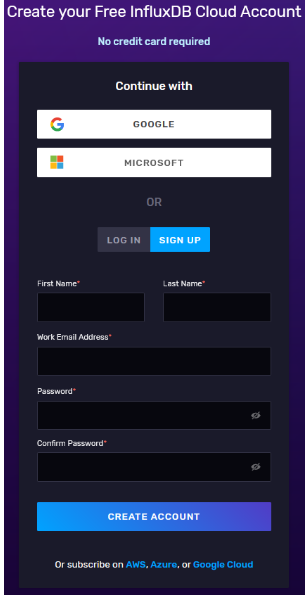 Create your Free InfluxDB Cloud Account
No credit card required
Continue with
GOOGLE
MICROSOFT
OR
LOG IN SIGN UP
First Name* Last Name*
Work Email Address*
Password*
Confirm Password*
CREATE ACCOUNT
Or subscribe on AWS, Azure, or Google Cloud